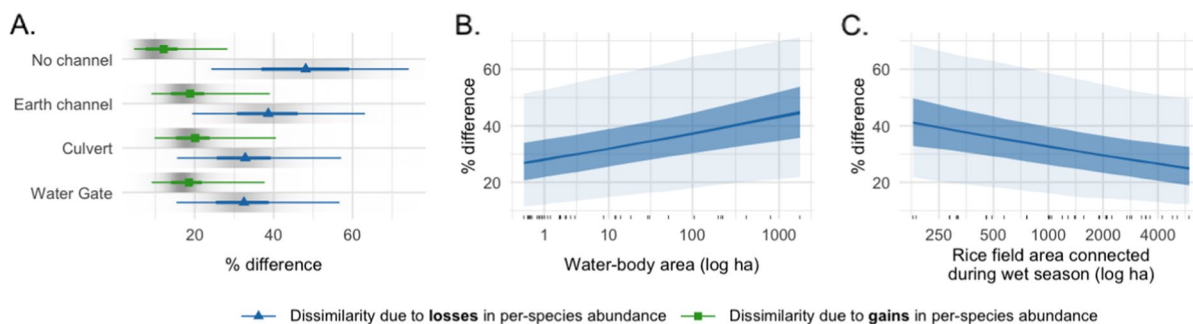 A.
No channel
Earth channel
Culvert
Water Gate
20 40 60
% difference
B.
% difference
60
40
20
1 10 100 1000
Water-body area (log ha)
C.
% difference
60
40
20
250 500 1000 2000 4000
Rice field area connected
during wet season (log ha)
Dissimilarity due to losses in per-species abundance Dissimilarity due to gains in per-species abundance